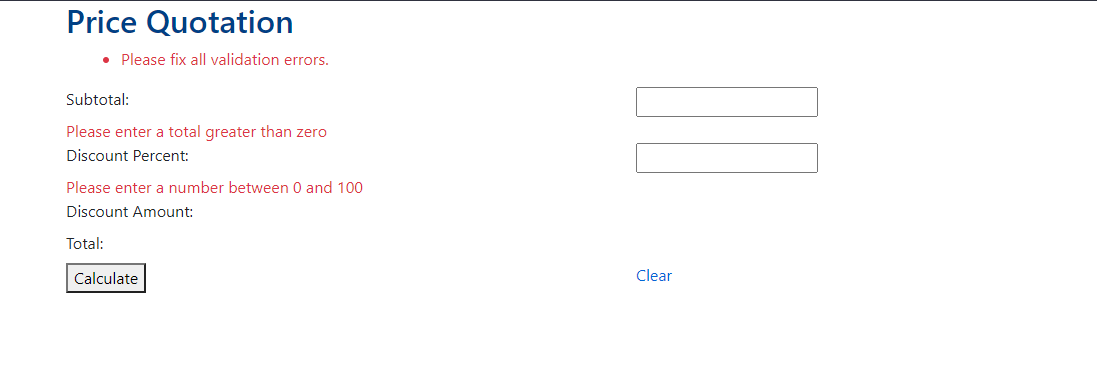 Price Quotation
Please fix all validation errors.
Subtotal:
Please enter a total greater than zero
Discount Percent:
Please enter a number between 0 and 100
Discount Amount:
Total:
Calculate Clear